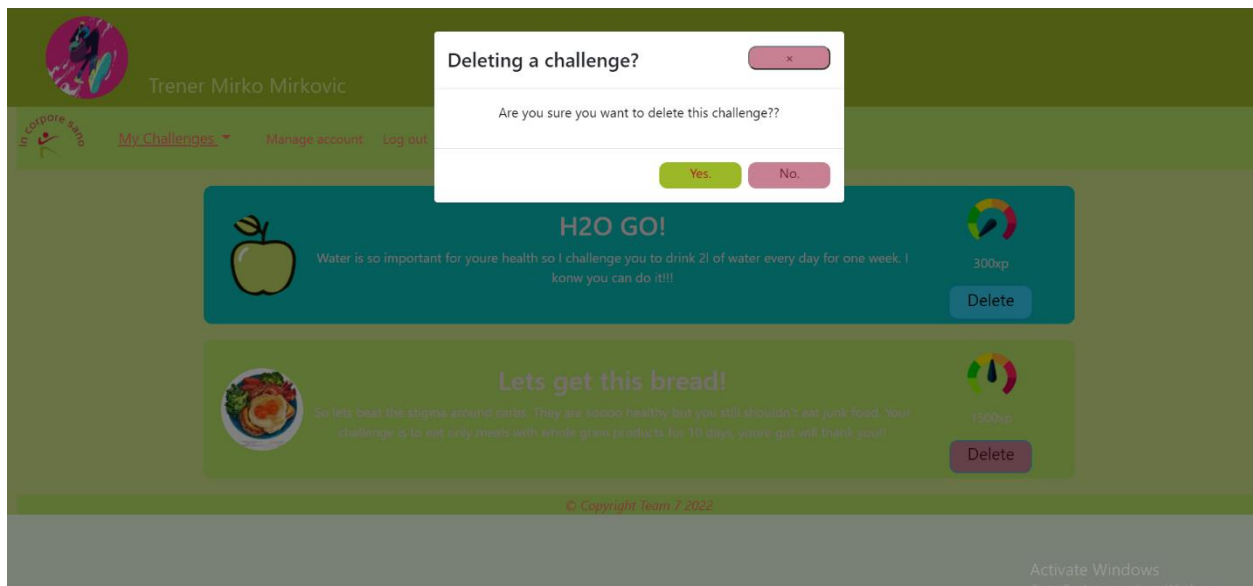 Deleting a challenge?
×
Trener Mirko Mirkovic
Are you sure you want to delete this challenge??
in corpore sano
My Challenges
Manage account
Log out
Yes.
No.
H2O GO!
Water is so important for youre health so I challenge you to drink 2l of water every day for one week. I
konw you can do it!!!
300xp
Delete
Lets get this bread!
So lets beat the stigma around carbs. They are soooo healthy but you still shouldn't eat junk food. Your
challenge is to eat only meals with whole grain products for 10 days, youre gut will thank you!!
1500xp
Delete
© Copyright Team 7 2022
Activate Windows